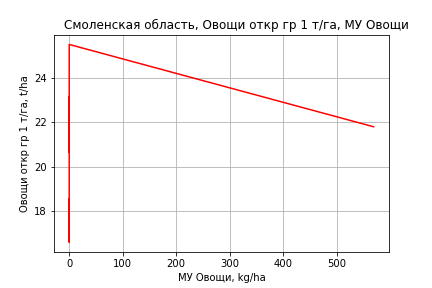 Смоленская область, Овощи откр гр 1 т/га, МУ Овощи
Овощи откр гр 1 т/га, t/ha
24
22
20
18
0 100 200 300 400 500
МУ Овощи, kg/ha